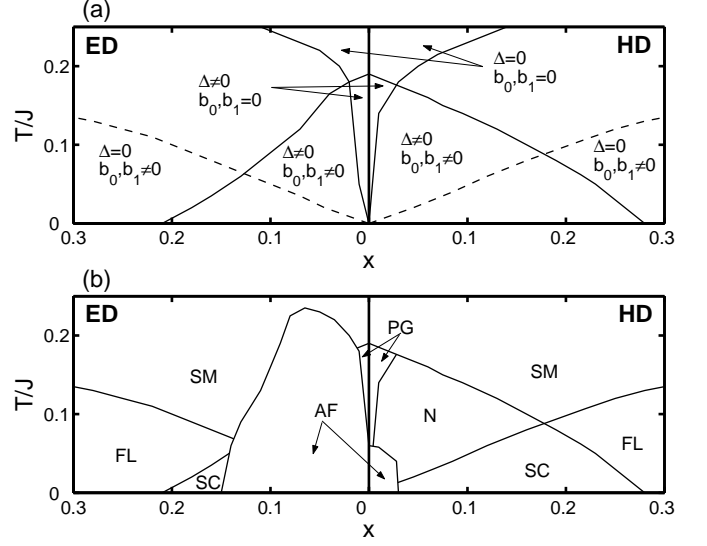 (a)
ED
HD
Δ=0
b0,b1=0
Δ≠0
b0,b1=0
Δ=0
b0,b1≠0
Δ≠0
b0,b1≠0
Δ≠0
b0,b1≠0
Δ=0
b0,b1≠0
T/J
0.2
0.1
0
0.3
0.2
0.1
0
0.1
0.2
0.3
x
(b)
ED
HD
PG
SM
SM
AF
N
FL
FL
SC
SC
T/J
0.2
0.1
0
0.3
0.2
0.1
0
0.1
0.2
0.3
x